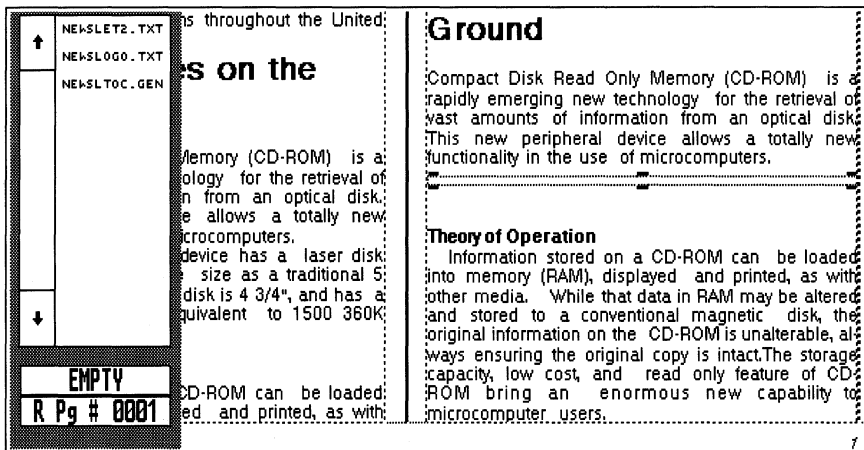 NEWSLET2.TXT
NEWSLOGO.TXT
NEWSLTOC.GEN
EMPTY
R Pg # 0001
ns throughout the United
es on the
Memory (CD-ROM) is a
ology for the retrieval of
n from an optical disk.
e allows a totally new
icrocomputers.
device has a laser disk
size as a traditional 5
disk is 4 3/4", and has a
quivalent to 1500 360K
CD-ROM can be loaded
ed and printed, as with
Ground
Compact Disk Read Only Memory (CD-ROM) is a
rapidly emerging new technology for the retrieval of
vast amounts of information from an optical disk.
This new peripheral device allows a totally new
functionality in the use of microcomputers.
Theory of Operation
Information stored on a CD-ROM can be loaded
into memory (RAM), displayed and printed, as with
other media. While that data in RAM may be altered
and stored to a conventional magnetic disk, the
original information on the CD-ROM is unalterable, al-
ways ensuring the original copy is intact.The storage
capacity, low cost, and read only feature of CD-
ROM bring an enormous new capability to
microcomputer users.
1